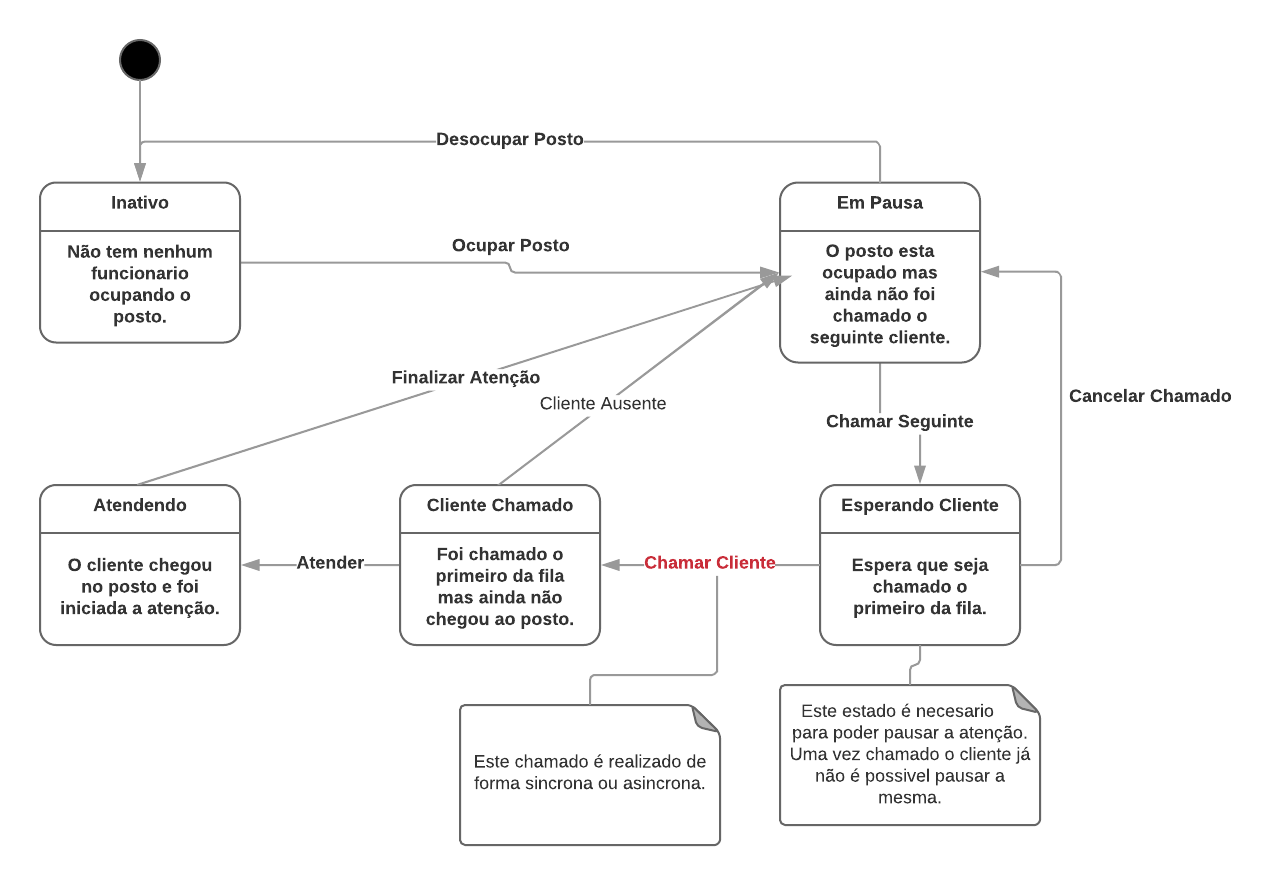 Desocupar Posto
Inativo
Não tem nenhum
funcionario
ocupando o
posto.
Ocupar Posto
Em Pausa
O posto esta
ocupado mas
ainda não foi
chamado o
seguinte cliente.
Finalizar Atenção
Cliente Ausente
Chamar Seguinte
Cancelar Chamado
Atendendo
O cliente chegou
no posto e foi
iniciada a atenção.
Atender
Cliente Chamado
Foi chamado o
primeiro da fila
mas ainda não
chegou ao posto.
Chamar Cliente
Esperando Cliente
Espera que seja
chamado o
primeiro da fila.
Este chamado é realizado de
forma sincrona ou asincrona.
Este estado é necesario
para poder pausar a atenção.
Uma vez chamado o cliente já
não é possivel pausar a
mesma.